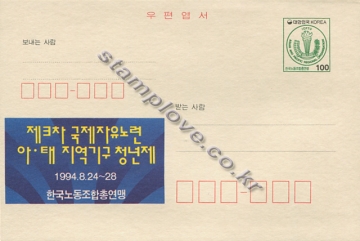 우편엽서
보내는 사람
대한민국 KOREA
100
받는 사람
제3차 국제자유노련
아·태 지역기구 청년제
1994.8.24~28
한국노동조합총연맹
stamplove.co.kr